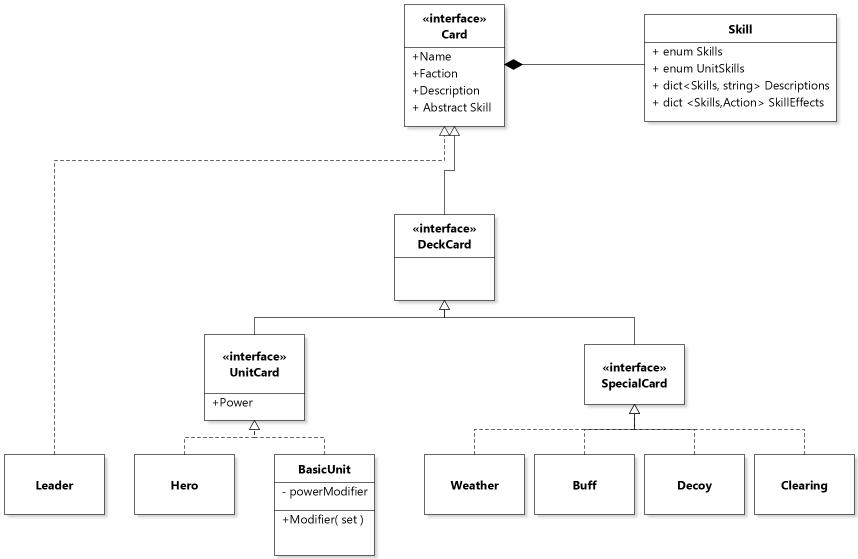 «interface»
Card
+Name
+Faction
+Description
+ Abstract Skill
Skill
+ enum Skills
+ enum UnitSkills
+ dict<Skills, string> Descriptions
+ dict <Skills,Action> SkillEffects
«interface»
DeckCard
«interface»
UnitCard
+Power
«interface»
SpecialCard
Leader
Hero
BasicUnit
- powerModifier
+Modifier( set )
Weather
Buff
Decoy
Clearing